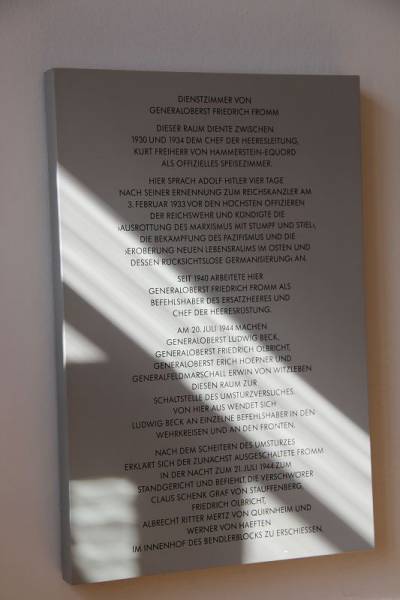 DIENSTZIMMER VON
GENERALOBERST FRIEDRICH FROMM
DIESER RAUM DIENTE ZWISCHEN
1930 UND 1934 DEM CHEF DER HEERESLEITUNG,
KURT FREIHERR VON HAMMERSTEIN-EQUORD
ALS OFFIZIELLES SPEISEZIMMER.
HIER SPRACH ADOLF HITLER VIER TAGE
NACH SEINER ERNENNUNG ZUM REICHSKANZLER AM
3. FEBRUAR 1933 VOR DEN HÖCHSTEN OFFIZIEREN
DER REICHSWEHR UND KÜNDIGTE DIE
›AUSROTTUNG DES MARXISMUS MIT STUMPF UND STIEL‹,
DIE BEKÄMPFUNG DES PAZIFISMUS UND DIE
›EROBERUNG NEUEN LEBENSRAUMS IM OSTEN UND
DESSEN RÜCKSICHTSLOSE GERMANISIERUNG‹ AN.
SEIT 1940 ARBEITETE HIER
GENERALOBERST FRIEDRICH FROMM ALS
BEFEHLSHABER DES ERSATZHEERES UND
CHEF DER HEERESRÜSTUNG.
AM 20. JULI 1944 MACHEN
GENERALOBERST LUDWIG BECK,
GENERALOBERST FRIEDRICH OLBRICHT,
GENERALOBERST ERICH HOEPNER UND
GENERALFELDMARSCHALL ERWIN VON WITZLEBEN
DIESEN RAUM ZUR
SCHALTSTELLE DES UMSTURZVERSUCHES.
VON HIER AUS WENDET SICH
LUDWIG BECK AN EINZELNE BEFEHLSHABER IN DEN
WEHRKREISEN UND AN DEN FRONTEN.
NACH DEM SCHEITERN DES UMSTURZES
ERKLÄRT SICH DER ZUNÄCHST AUSGESCHALTETE FROMM
IN DER NACHT ZUM 21. JULI 1944 ZUM
STANDGERICHT UND BEFIEHLT DIE VERSCHWÖRER
CLAUS SCHENK GRAF VON STAUFFENBERG,
FRIEDRICH OLBRICHT,
ALBRECHT RITTER MERTZ VON QUIRNHEIM UND
WERNER VON HAEFTEN
IM INNENHOF DES BENDLERBLOCKS ZU ERSCHIESSEN.